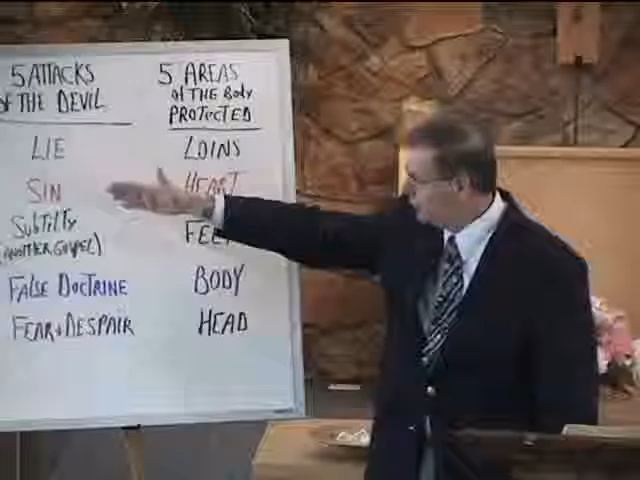 5 ATTACKS
OF THE DEVIL
LIE
SIN
SUBTILTY
(ANOTHER GOSPEL)
FALSE DOCTRINE
FEAR+DESPAIR
5 AREAS
OF THE BODY
PROTECTED
LOINS
HEART
FEET
BODY
HEAD